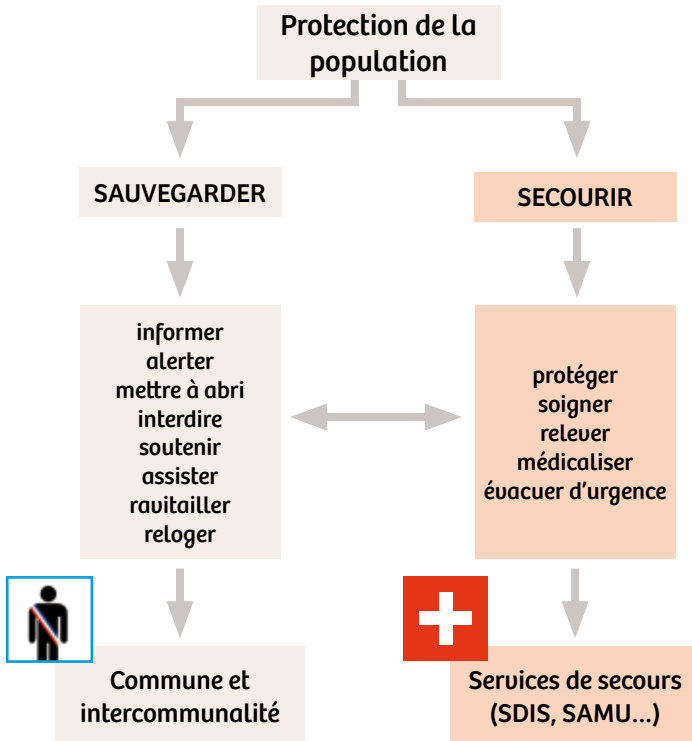 Protection de la
population
SAUVEGARDER
SECOURIR
informer
alerter
mettre à abri
interdire
soutenir
assister
ravitailler
reloger
protéger
soigner
relever
médicaliser
évacuer d'urgence
Commune et
intercommunalité
Services de secours
(SDIS, SAMU...)